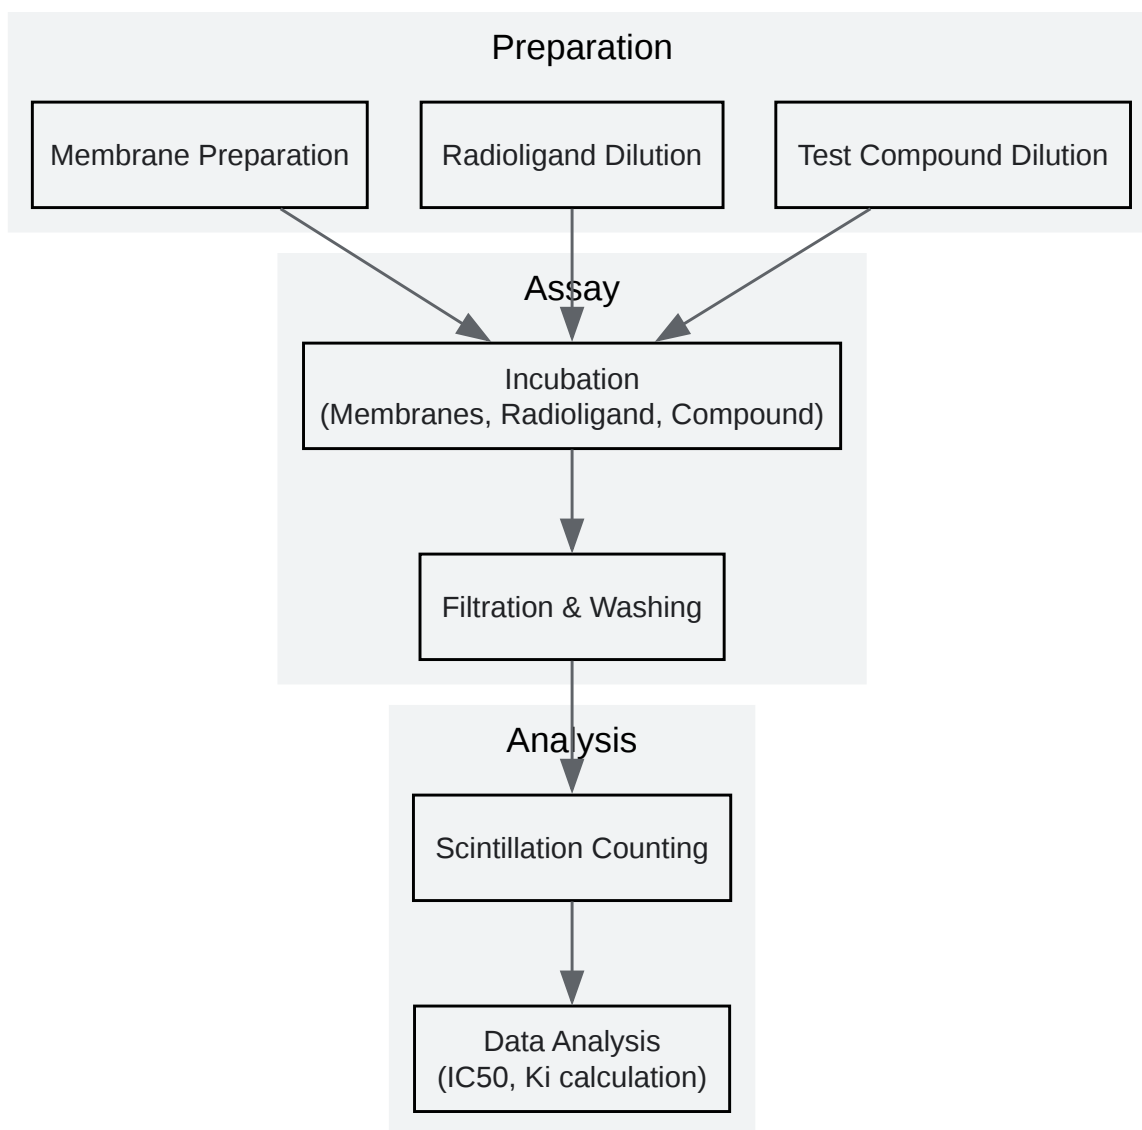 Preparation
Membrane Preparation
Radioligand Dilution
Test Compound Dilution
Assay
Incubation
(Membranes, Radioligand, Compound)
Filtration & Washing
Analysis
Scintillation Counting
Data Analysis
(IC50, Ki calculation)